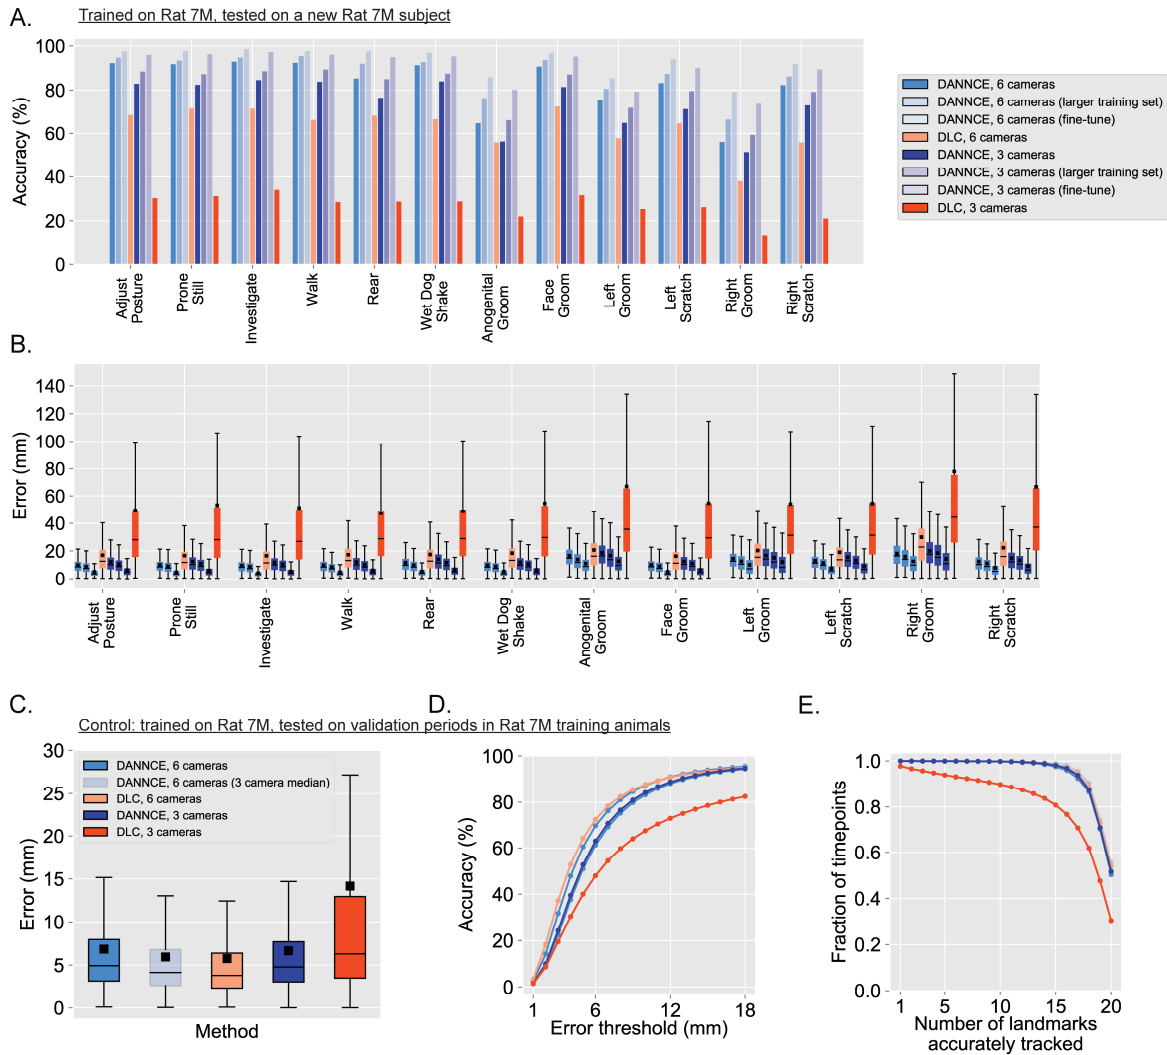 A.
Trained on Rat 7M, tested on a new Rat 7M subject
100
80
60
40
20
0
Accuracy (%)
Adjust
Posture
Prone
Still
Investigate
Walk
Rear
Wet Dog
Shake
Anogenital
Groom
Face
Groom
Left
Groom
Left
Scratch
Right
Groom
Right
Scratch
DANNCE, 6 cameras
DANNCE, 6 cameras (larger training set)
DANNCE, 6 cameras (fine-tune)
DLC, 6 cameras
DANNCE, 3 cameras
DANNCE, 3 cameras (larger training set)
DANNCE, 3 cameras (fine-tune)
DLC, 3 cameras
B.
140
120
100
80
60
40
20
0
Error (mm)
Adjust
Posture
Prone
Still
Investigate
Walk
Rear
Wet Dog
Shake
Anogenital
Groom
Face
Groom
Left
Groom
Left
Scratch
Right
Groom
Right
Scratch
C.
D.
E.
Control: trained on Rat 7M, tested on validation periods in Rat 7M training animals
30
25
20
15
10
5
0
Error (mm)
DANNCE, 6 cameras
DANNCE, 6 cameras (3 camera median)
DLC, 6 cameras
DANNCE, 3 cameras
DLC, 3 cameras
Method
100
80
60
40
20
0
Accuracy (%)
1 6 12 18
Error threshold (mm)
1.0
0.8
0.6
0.4
0.2
0.0
Fraction of timepoints
1 5 10 15 20
Number of landmarks
accurately tracked